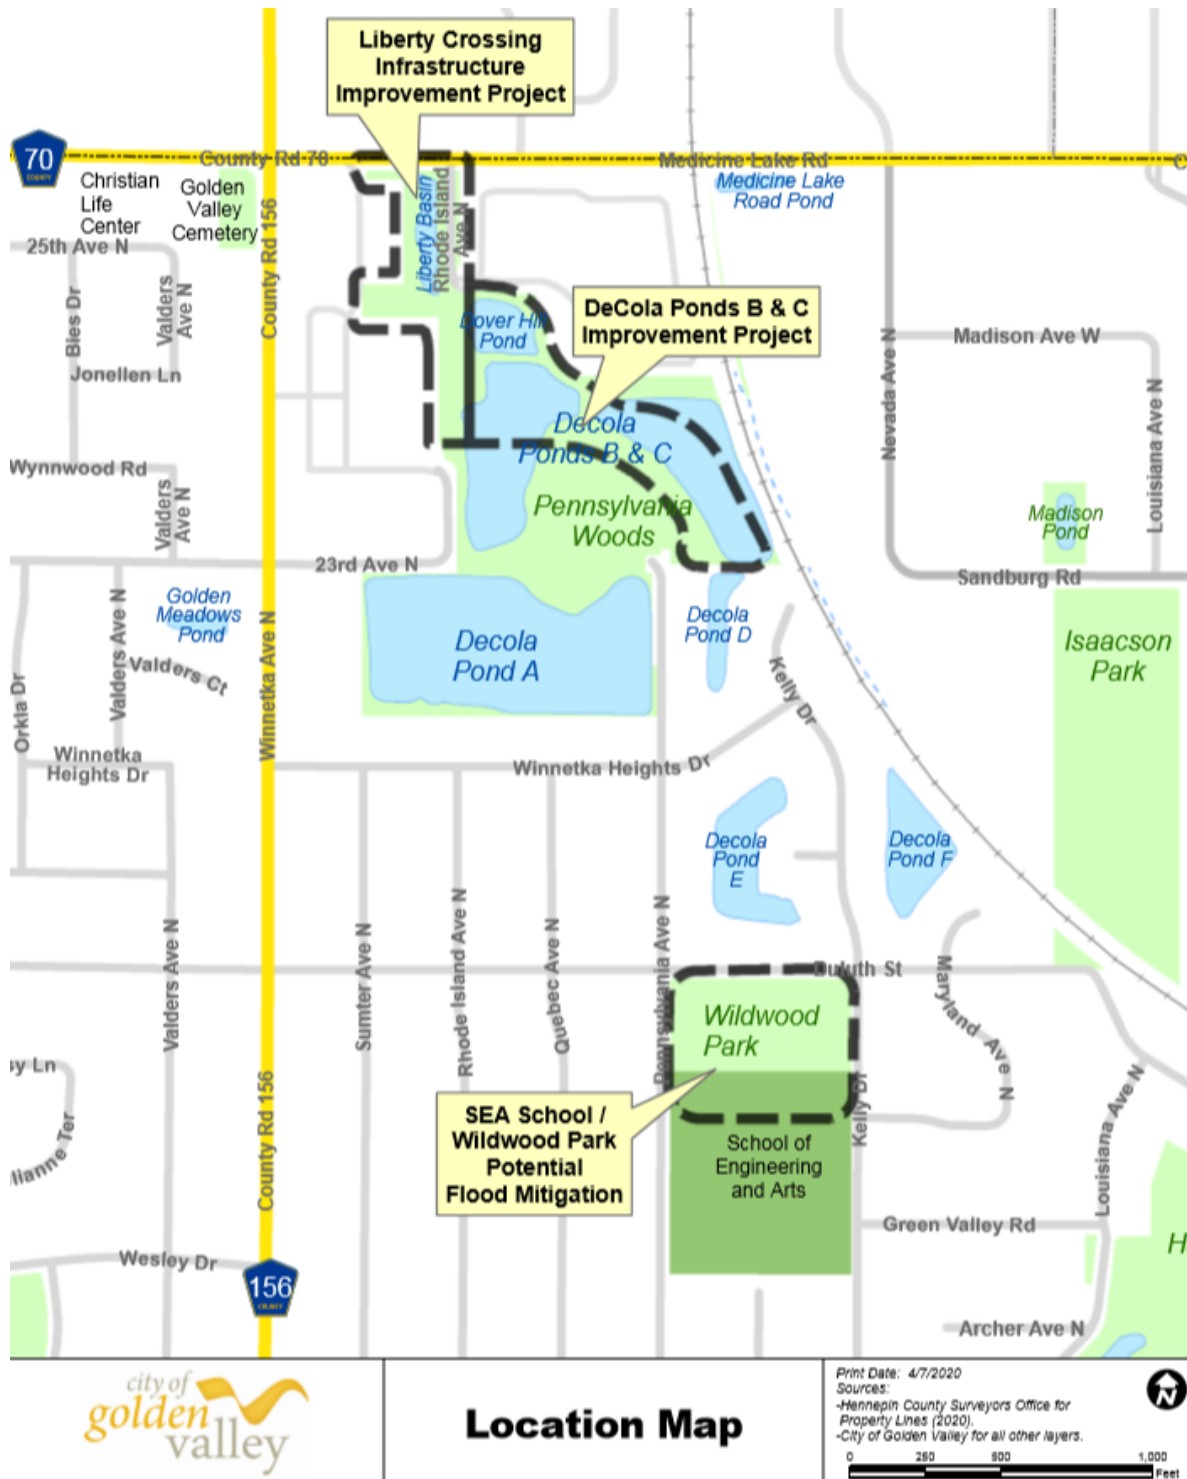 Liberty Crossing
Infrastructure
Improvement Project
70
COUNTY
County Rd 70
Medicine Lake Rd
Christian
Life
Center
Golden
Valley
Cemetery
25th Ave N
Bies Dr
Valders
Ave N
Jonellen Ln
County Rd 156
Liberty Basin
Rhode Island
Ave N
Medicine Lake
Road Pond
DeCola Ponds B & C
Improvement Project
Dover Hill
Pond
Madison Ave W
Nevada Ave N
Louisiana Ave N
Decola
Ponds B & C
Wynnwood Rd
Valders
Ave N
Pennsylvania
Woods
Madison
Pond
23rd Ave N
Sandburg Rd
Golden
Meadows
Pond
Valders Ave N
Valders Ct
Orkla Dr
Winnetka Ave N
Decola
Pond A
Decola
Pond D
Kelly Dr
Isaacson
Park
Winnetka
Heights Dr
Winnetka Heights Dr
Decola
Pond
E
Decola
Pond F
Valders Ave N
Sumter Ave N
Rhode Island Ave N
Quebec Ave N
Pennsylvania Ave N
Duluth St
Maryland Ave N
Wildwood
Park
sy Ln
lianne Ter
County Rd 156
SEA School /
Wildwood Park
Potential
Flood Mitigation
School of
Engineering
and Arts
Kelly Dr
Louisiana Ave N
Green Valley Rd
H
Wesley Dr
156
COUNTY
Archer Ave N
city of
golden
valley
Location Map
Print Date: 4/7/2020
Sources:
-Hennepin County Surveyors Office for
Property Lines (2020).
-City of Golden Valley for all other layers.
N
0 250 500 1,000
Feet